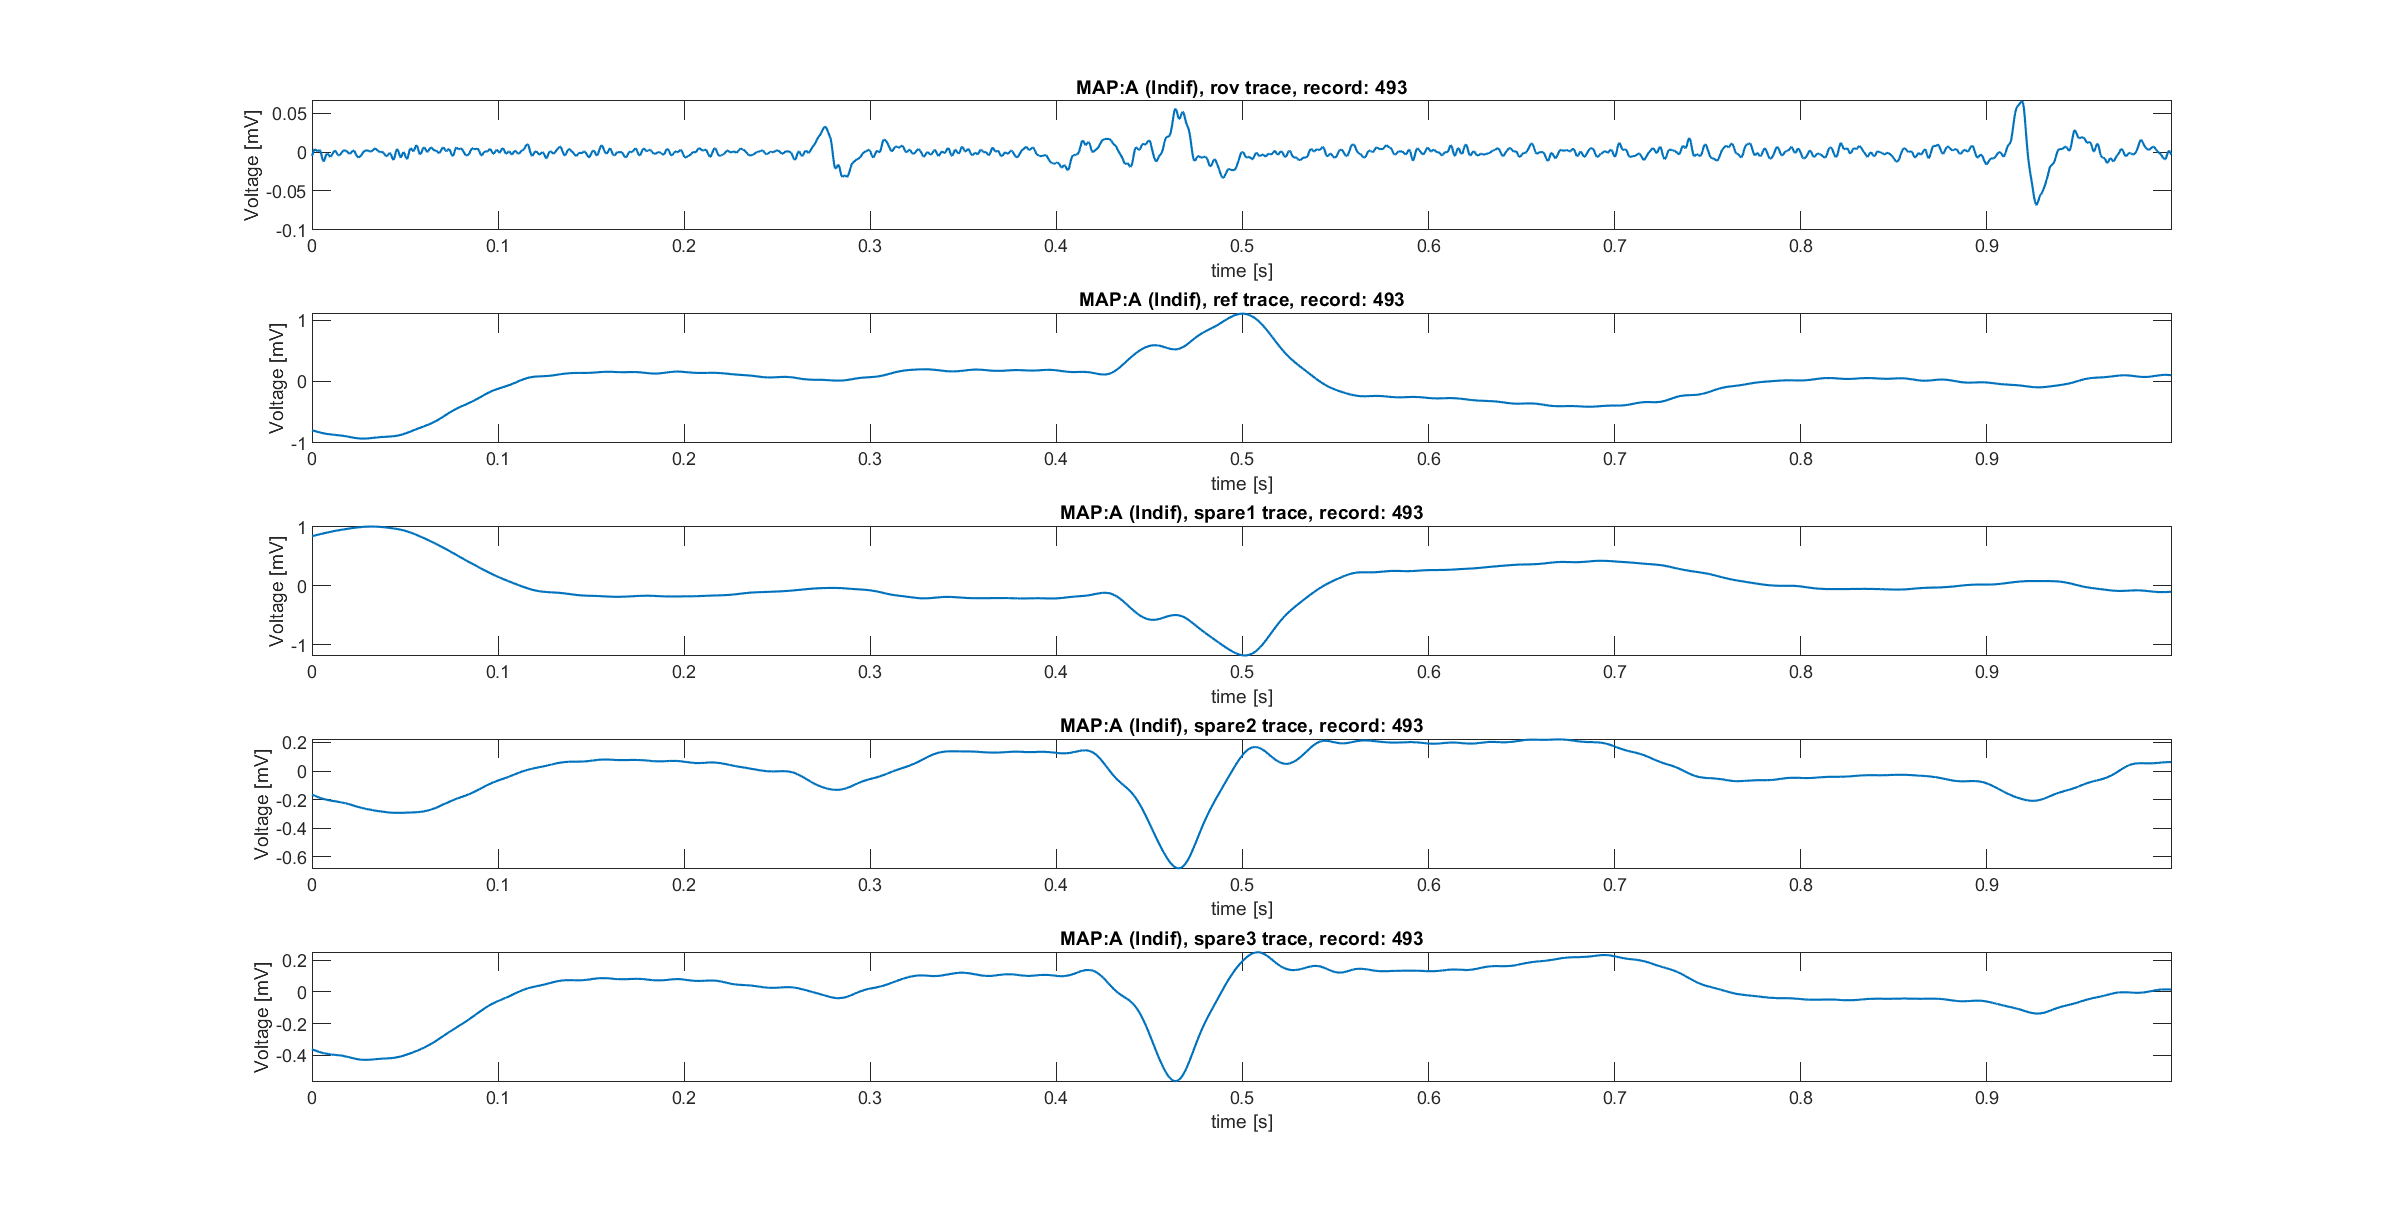 MAP:A (Indif), rov trace, record: 493
Voltage [mV]
0.05
0
-0.05
-0.1
0 0.1 0.2 0.3 0.4 0.5 0.6 0.7 0.8 0.9
time [s]
MAP:A (Indif), ref trace, record: 493
Voltage [mV]
1
0
-1
0 0.1 0.2 0.3 0.4 0.5 0.6 0.7 0.8 0.9
time [s]
MAP:A (Indif), spare1 trace, record: 493
Voltage [mV]
1
0
-1
0 0.1 0.2 0.3 0.4 0.5 0.6 0.7 0.8 0.9
time [s]
MAP:A (Indif), spare2 trace, record: 493
Voltage [mV]
0.2
0
-0.2
-0.4
-0.6
0 0.1 0.2 0.3 0.4 0.5 0.6 0.7 0.8 0.9
time [s]
MAP:A (Indif), spare3 trace, record: 493
Voltage [mV]
0.2
0
-0.2
-0.4
0 0.1 0.2 0.3 0.4 0.5 0.6 0.7 0.8 0.9
time [s]